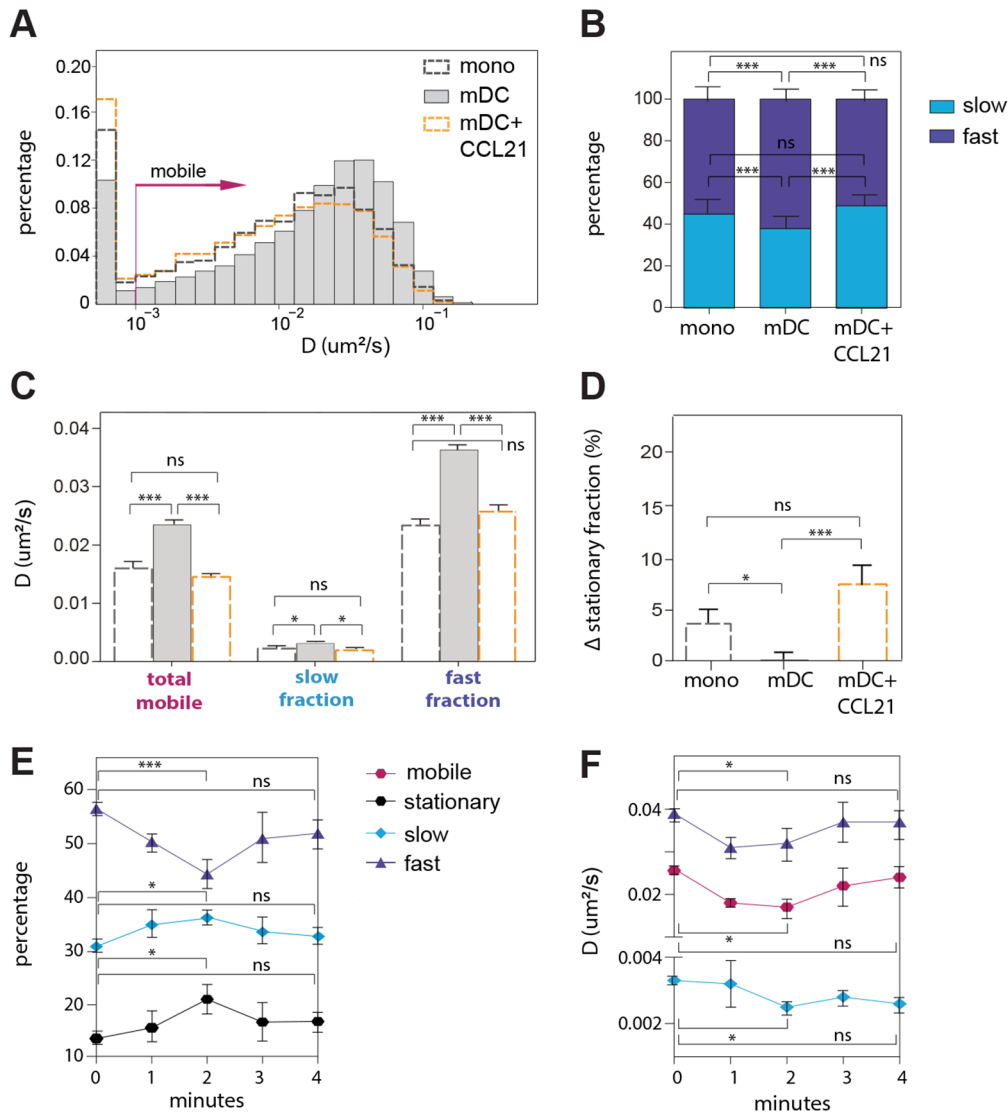 A
0.20
0.16
0.12
0.08
0.04
0
percentage
mono
mDC
mDC+
CCL21
mobile
10⁻³
10⁻²
10⁻¹
D (um²/s)
B
ns
*** ***
100
80
60
40
20
0
percentage
ns
*** ***
slow
fast
mono
mDC
mDC+
CCL21
C
0.04
0.03
0.02
0.01
0.00
D (um²/s)
ns
*** ***
ns
* *
*** ***
ns
total
mobile
slow
fraction
fast
fraction
D
20
15
10
5
0
Δ stationary fraction (%)
ns
***
*
mono
mDC
mDC+
CCL21
E
60
50
40
30
20
10
percentage
***
ns
*
ns
*
ns
mobile
stationary
slow
fast
0 1 2 3 4
minutes
F
0.04
0.02
0.004
0.002
D (um²/s)
*
ns
*
ns
*
ns
0 1 2 3 4
minutes